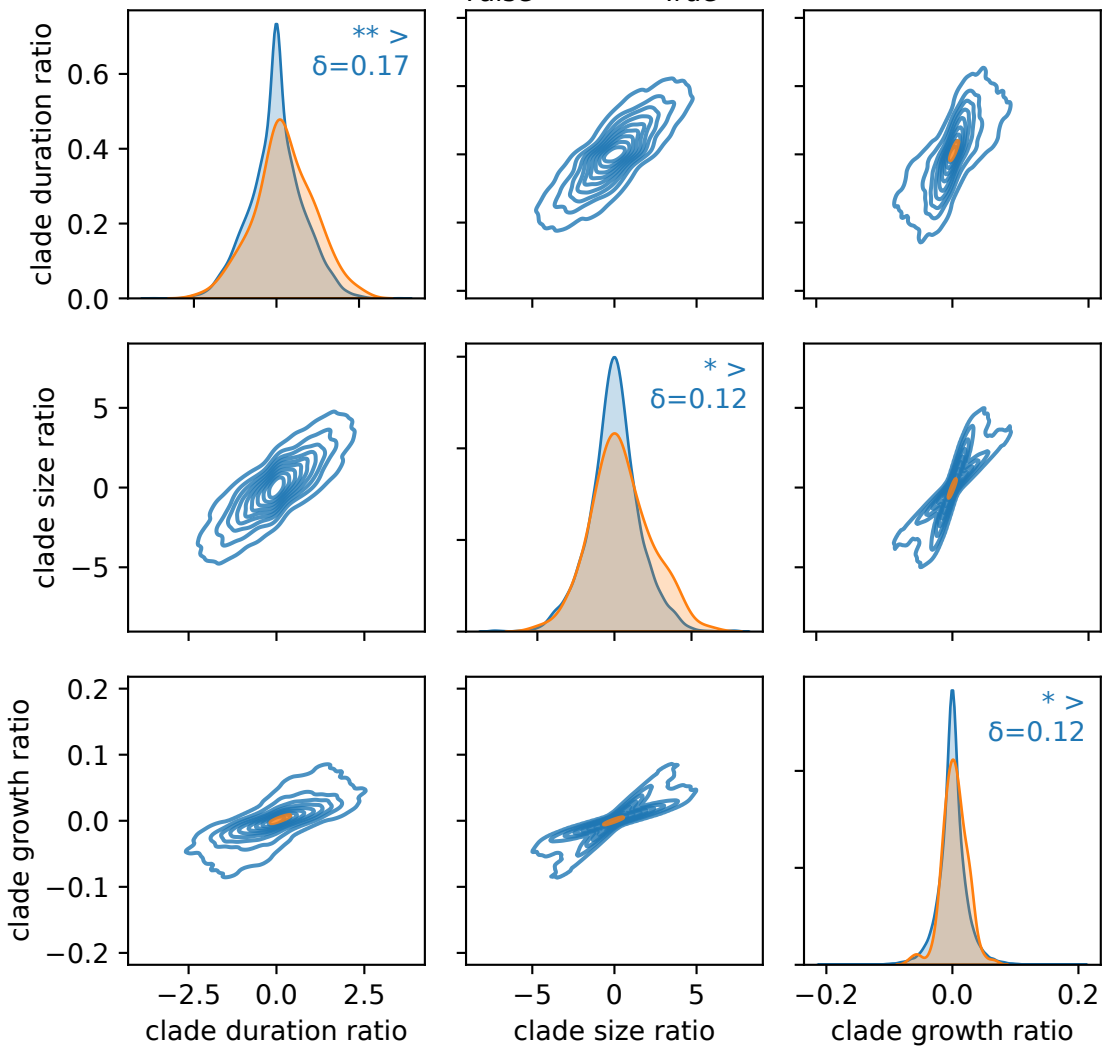 clade duration ratio
0.6
0.4
0.2
0.0
** >
δ=0.17
clade size ratio
5
0
−5
* >
δ=0.12
clade growth ratio
0.2
0.1
0.0
−0.1
−0.2
* >
δ=0.12
−2.5 0.0 2.5
−5 0 5
−0.2 0.0 0.2
clade duration ratio
clade size ratio
clade growth ratio